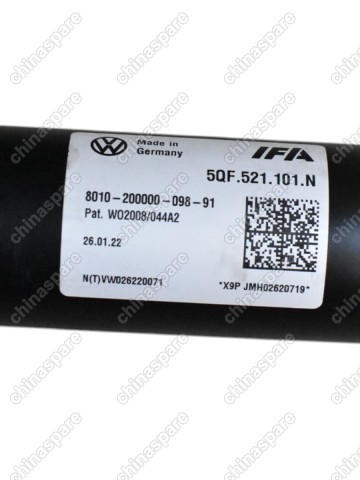 Made in
Germany
IFA
5QF.521.101.N
8010-200000-098-91
Pat. WO2008/044A2
26.01.22
N(T)VW026220071
*X9P JMH02620719*
chinaspare